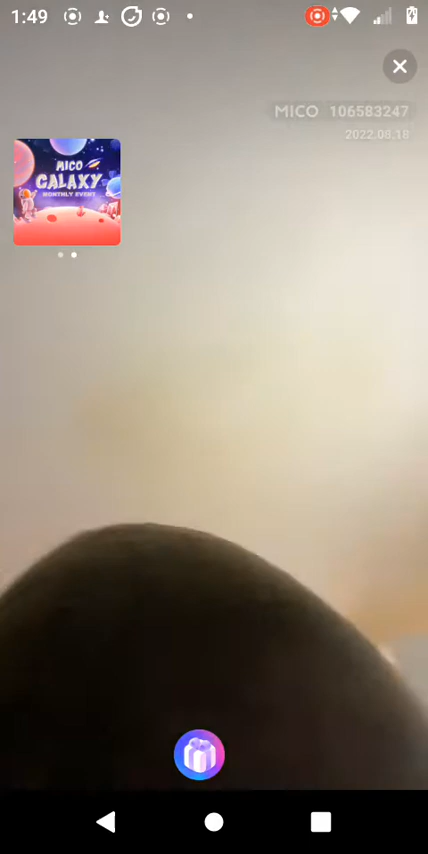 1:49
MICO 106583247
2022.08.18
MICO
GALAXY
MONTHLY EVENT